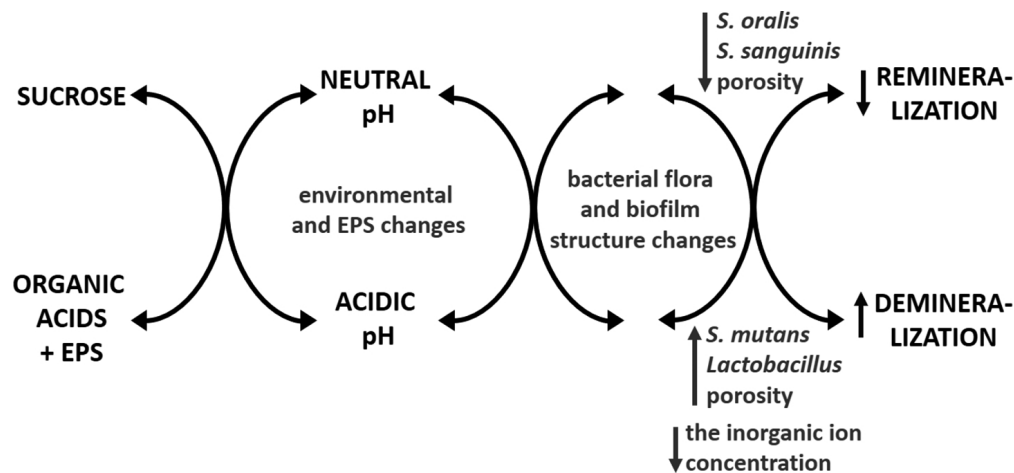 SUCROSE
ORGANIC
ACIDS
+ EPS
NEUTRAL
pH
environmental
and EPS changes
ACIDIC
pH
bacterial flora
and biofilm
structure changes
S. oralis
S. sanguinis
porosity
S. mutans
Lactobacillus
porosity
the inorganic ion
concentration
REMINERA-
LIZATION
DEMINERA-
LIZATION